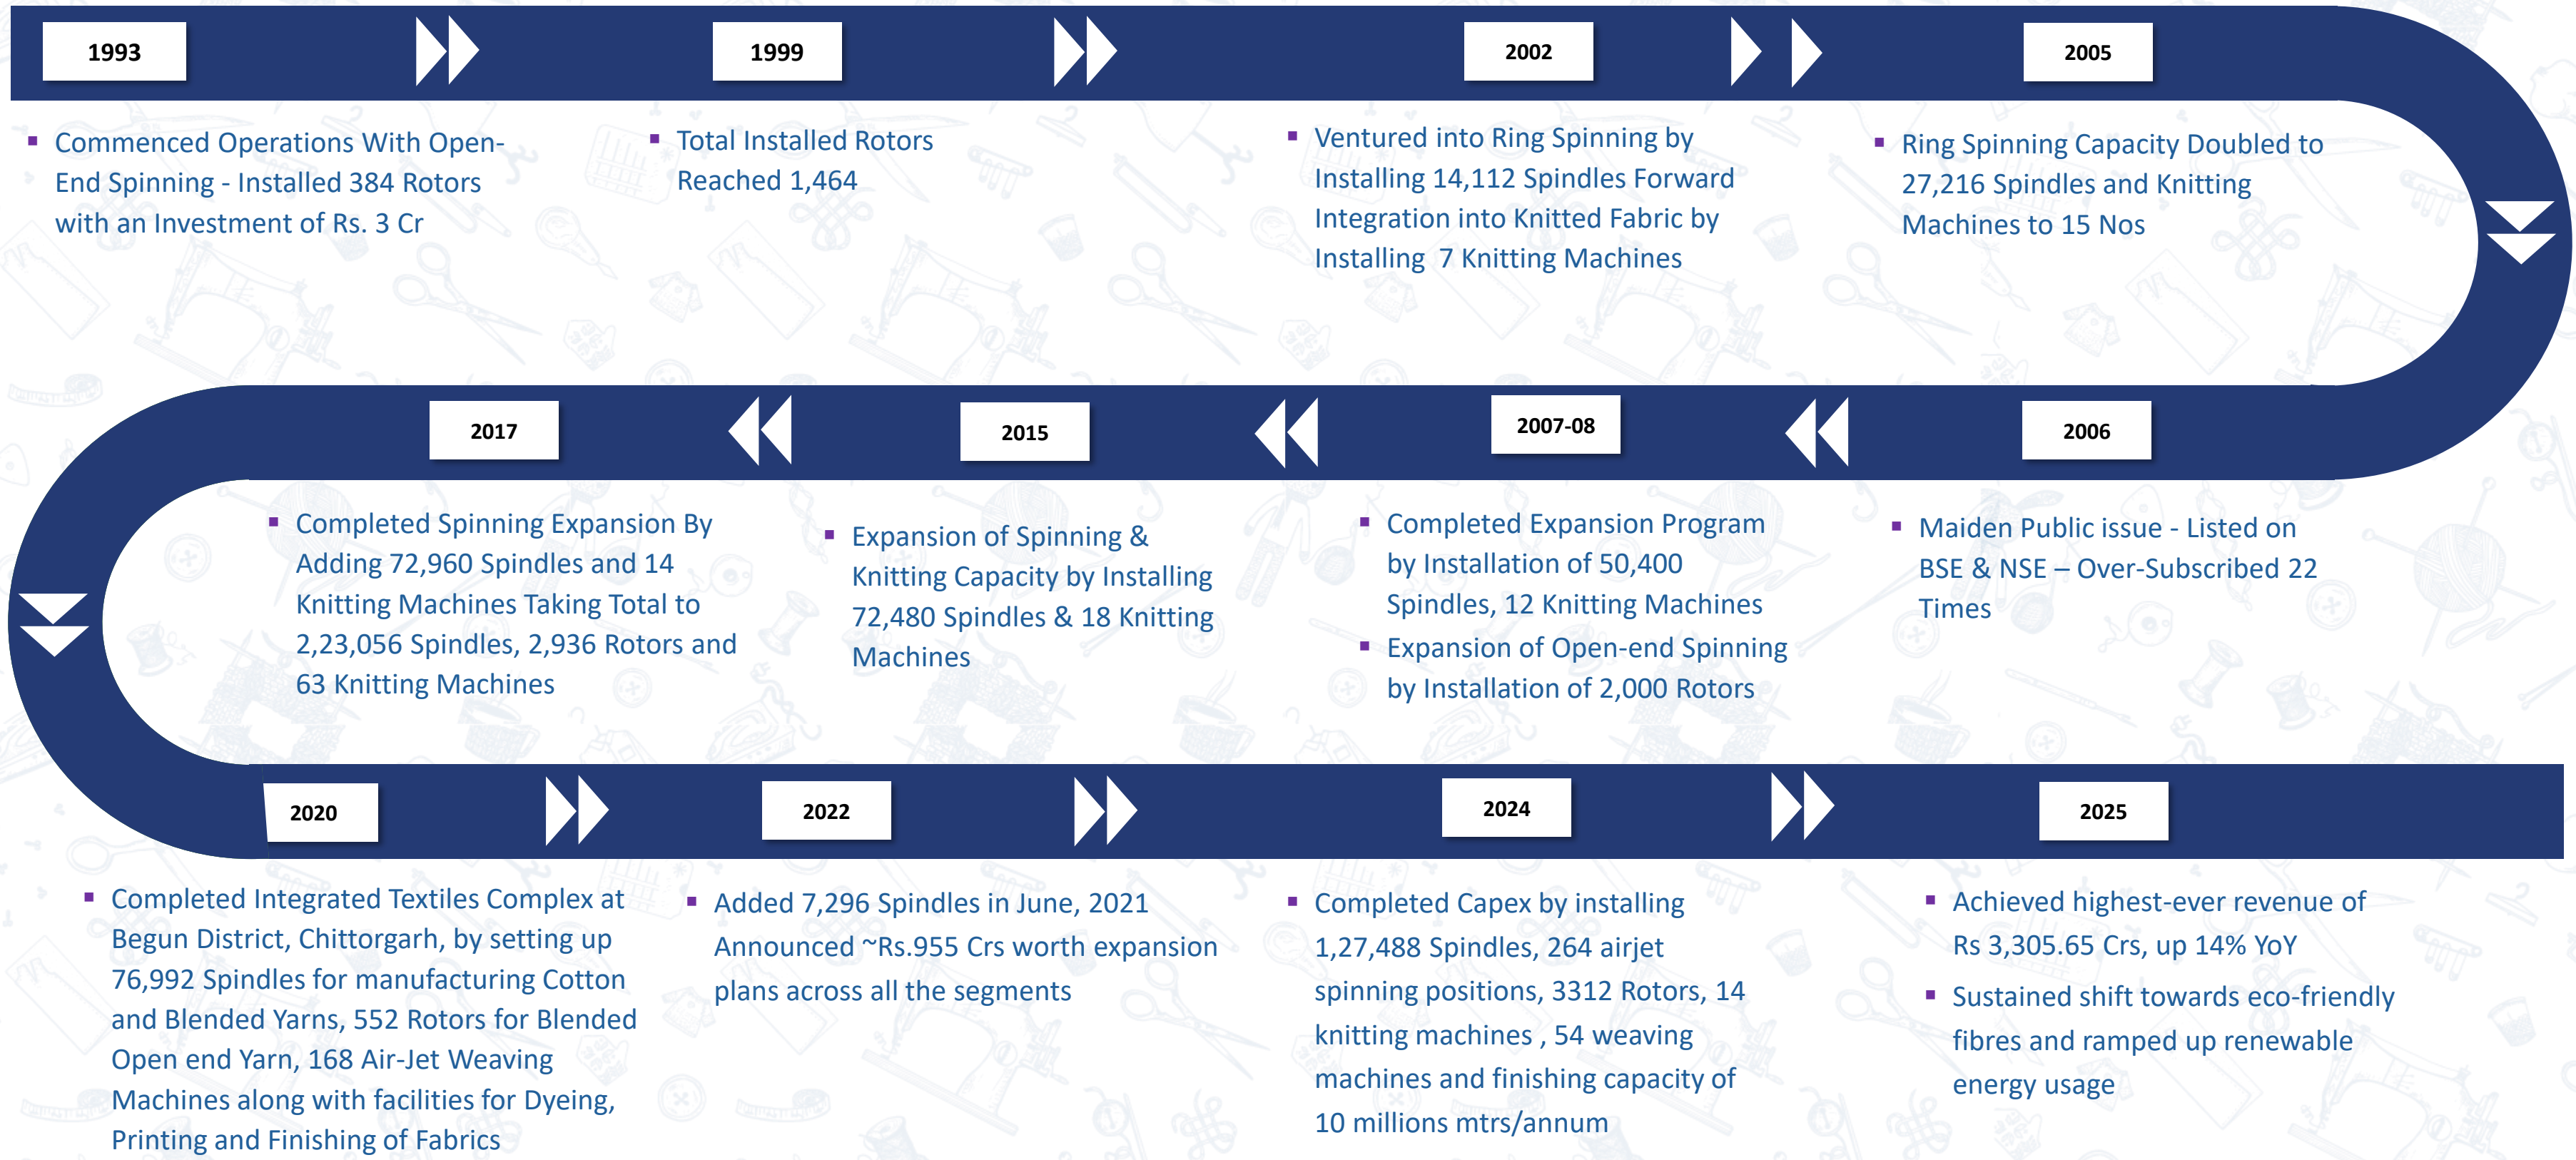 1993
Commenced Operations With Open-
End Spinning - Installed 384 Rotors
with an Investment of Rs. 3 Cr
1999
Total Installed Rotors
Reached 1,464
2002
Ventured into Ring Spinning by
Installing 14,112 Spindles Forward
Integration into Knitted Fabric by
Installing 7 Knitting Machines
2005
Ring Spinning Capacity Doubled to
27,216 Spindles and Knitting
Machines to 15 Nos
2006
Maiden Public issue - Listed on
BSE & NSE – Over-Subscribed 22
Times
2007-08
Completed Expansion Program
by Installation of 50,400
Spindles, 12 Knitting Machines
Expansion of Open-end Spinning
by Installation of 2,000 Rotors
2015
Expansion of Spinning &
Knitting Capacity by Installing
72,480 Spindles & 18 Knitting
Machines
2017
Completed Spinning Expansion By
Adding 72,960 Spindles and 14
Knitting Machines Taking Total to
2,23,056 Spindles, 2,936 Rotors and
63 Knitting Machines
2020
Completed Integrated Textiles Complex at
Begun District, Chittorgarh, by setting up
76,992 Spindles for manufacturing Cotton
and Blended Yarns, 552 Rotors for Blended
Open end Yarn, 168 Air-Jet Weaving
Machines along with facilities for Dyeing,
Printing and Finishing of Fabrics
2022
Added 7,296 Spindles in June, 2021
Announced ~Rs.955 Crs worth expansion
plans across all the segments
2024
Completed Capex by installing
1,27,488 Spindles, 264 airjet
spinning positions, 3312 Rotors, 14
knitting machines , 54 weaving
machines and finishing capacity of
10 millions mtrs/annum
2025
Achieved highest-ever revenue of
Rs 3,305.65 Crs, up 14% YoY
Sustained shift towards eco-friendly
fibres and ramped up renewable
energy usage